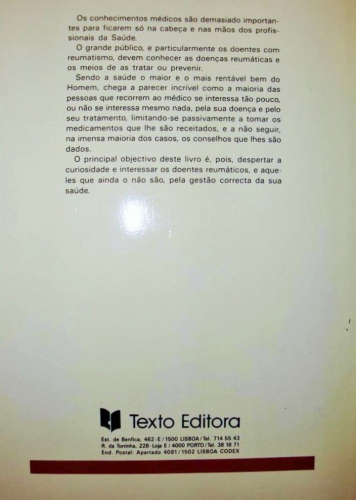 Os conhecimentos médicos são demasiado importan-
tes para ficarem só na cabeça e nas mãos dos profis-
sionais da Saúde.
O grande público, e particularmente os doentes com
reumatismo, devem conhecer as doenças reumáticas e
os meios de as tratar ou prevenir.
Sendo a saúde o maior e o mais rentável bem do
Homem, chega a parecer incrível como a maioria das
pessoas que recorrem ao médico se interessa tão pouco,
ou não se interessa mesmo nada, pela sua doença e pelo
seu tratamento, limitando-se passivamente a tomar os
medicamentos que lhe são receitados, e a não seguir,
na imensa maioria dos casos, os conselhos que lhes são
dados.
O principal objectivo deste livro é, pois, despertar a
curiosidade e interessar os doentes reumáticos, e aque-
les que ainda o não são, pela gestão correcta da sua
saúde.
Texto Editora
Est. de Benfica, 462-E/1500 LISBOA/Tel. 714 55 43
R. da Torrinha, 228-Loja E/4000 PORTO/Tel. 38 16 71
End. Postal: Apartado 4081/1502 LISBOA CODEX